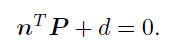 n^T P + d = 0.